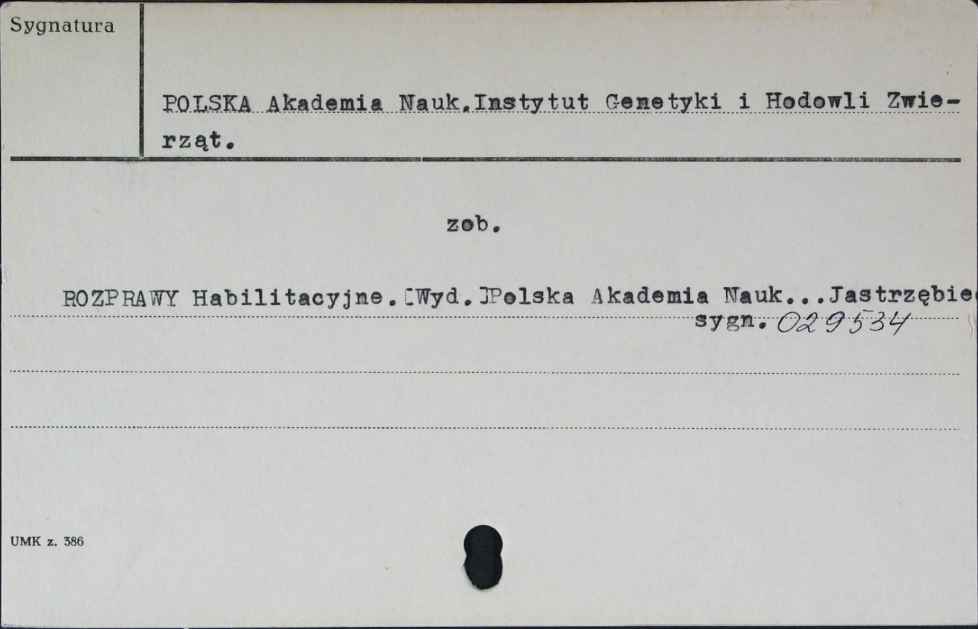 Sygnatura
POLSKA Akademia Nauk.Instytut Genetyki i Hodowli Zwie-
rząt.
zob.
ROZPRAWY Habilitacyjne.[Wyd.]Polska Akademia Nauk...Jastrzębie
sygn. 029534
UMK z. 386